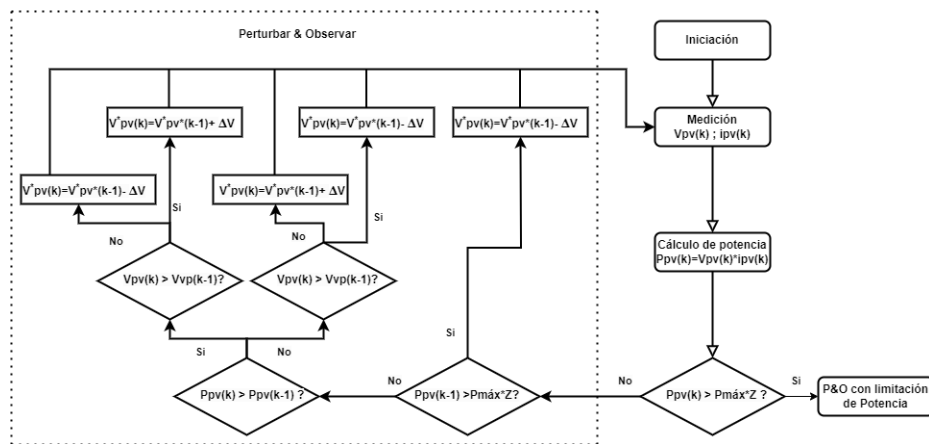 Perturbar & Observar
Iniciación
V*pv(k)=V*pv*(k-1)+ ΔV
V*pv(k)=V*pv*(k-1)- ΔV
V*pv(k)=V*pv*(k-1)- ΔV
Medición
Vpv(k) ; ipv(k)
V*pv(k)=V*pv*(k-1)- ΔV
V*pv(k)=V*pv*(k-1)+ ΔV
Si
Si
No
No
Cálculo de potencia
Ppv(k)=Vpv(k)*ipv(k)
Vpv(k) > Vvp(k-1)?
Vpv(k) > Vvp(k-1)?
Si
No
No
No
Si
Ppv(k) > Ppv(k-1) ?
Ppv(k-1) >Pmáx*Z?
Ppv(k) > Pmáx*Z ?
P&O con limitación
de Potencia
Si